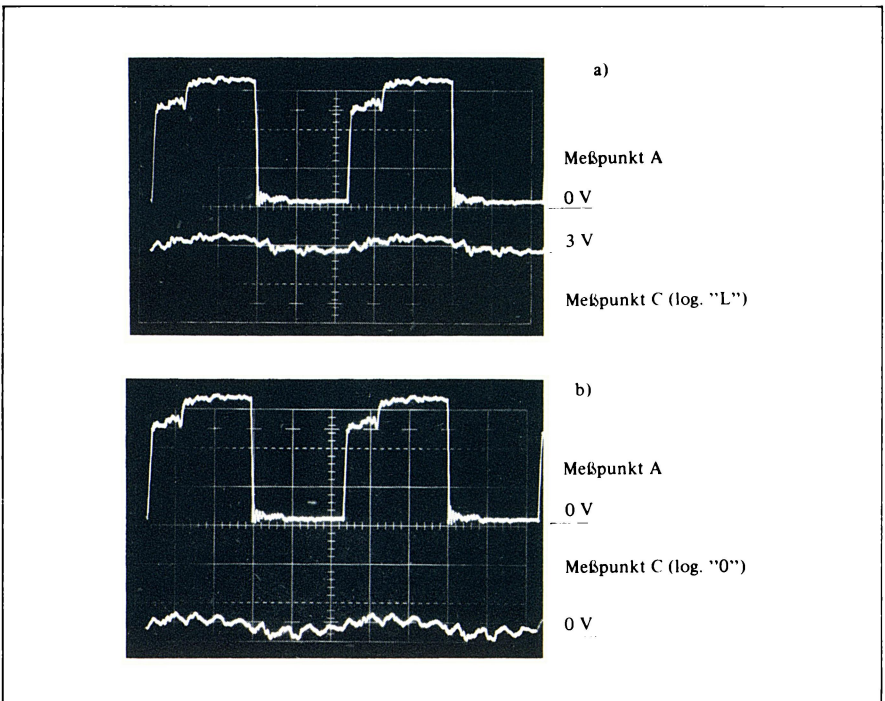 a)
Meßpunkt A
0 V
3 V
Meßpunkt C (log. ”L”)
b)
Meßpunkt A
0 V
Meßpunkt C (log. ”0”)
0 V